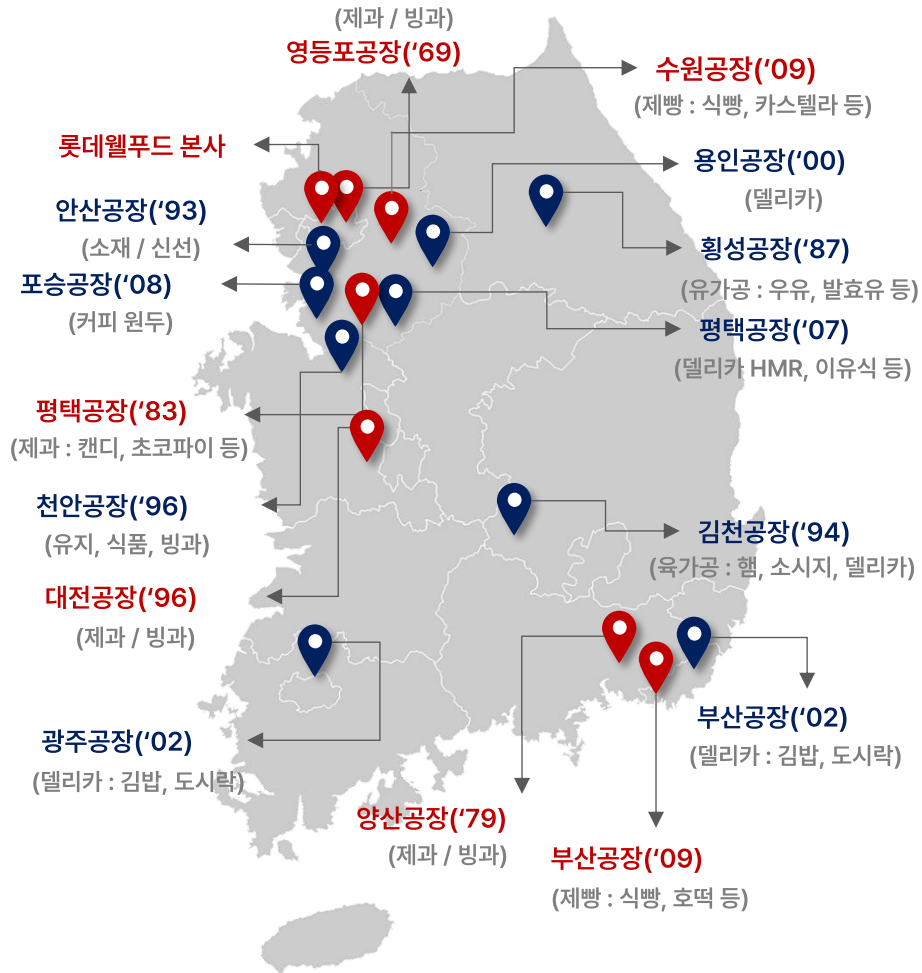 (제과 / 빙과)
영등포공장(‘69)
수원공장(‘09)
(제빵 : 식빵, 카스텔라 등)
롯데웰푸드 본사
용인공장(‘00)
(델리카)
안산공장(‘93)
(소재 / 신선)
횡성공장(‘87)
(유가공 : 우유, 발효유 등)
포승공장(‘08)
(커피 원두)
평택공장(‘07)
(델리카 HMR, 이유식 등)
평택공장(‘83)
(제과 : 캔디, 초코파이 등)
천안공장(‘96)
(유지, 식품, 빙과)
김천공장(‘94)
(육가공 : 햄, 소시지, 델리카)
대전공장(‘96)
(제과 / 빙과)
부산공장(‘02)
(델리카 : 김밥, 도시락)
광주공장(‘02)
(델리카 : 김밥, 도시락)
양산공장(‘79)
(제과 / 빙과)
부산공장(‘09)
(제빵 : 식빵, 호떡 등)